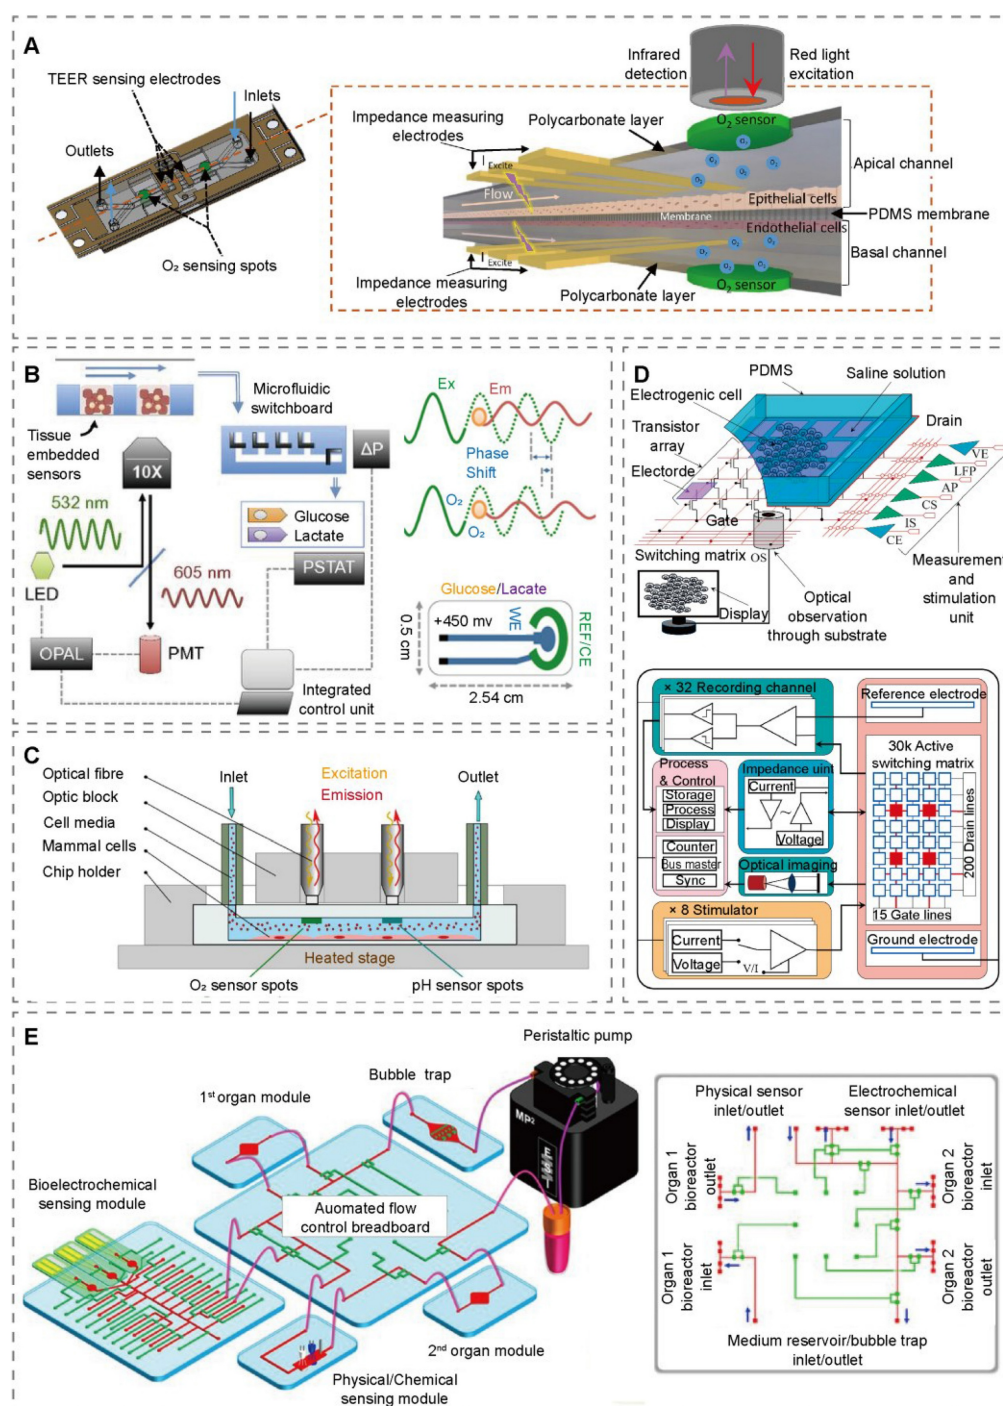 A
TEER sensing electrodes
Inlets
Outlets
O₂ sensing spots
Infrared
detection
Red light
excitation
O₂ sensor
Impedance measuring
electrodes
Polycarbonate layer
I
Excite
Flow
Apical channel
Epithelial cells
Membrane
PDMS membrane
Endothelial cells
Basal channel
I
Excite
Impedance measuring
electrodes
Polycarbonate layer
O₂ sensor
B
Microfluidic
switchboard
Tissue
embedded
sensors
10X
ΔP
532 nm
Glucose
Lactate
605 nm
PSTAT
LED
OPAL
PMT
Integrated
control unit
Ex
Em
Phase
Shift
O₂
O₂
Glucose/Lacate
+450 mv
WE
REF/CE
0.5 cm
2.54 cm
C
Optical fibre
Optic block
Cell media
Mammal cells
Chip holder
Inlet
Excitation
Emission
Outlet
Heated stage
O₂ sensor spots
pH sensor spots
D
PDMS
Saline solution
Electrogenic cell
Transistor
array
Electorde
Drain
VE
LFP
AP
CS
IS
CE
Gate
Switching matrix
OS
Display
Optical
observation
through substrate
Measurement
and
stimulation
unit
× 32 Recording channel
Reference electrode
30k Active
switching matrix
Process
& Control
Storage
Process
Display
Counter
Bus master
Sync
Impedance uint
Current
Voltage
Optical imaging
200 Drain lines
15 Gate lines
× 8 Stimulator
Current
Voltage
V/I
Ground electrode
E
Peristaltic pump
Bubble trap
1st organ module
MP²
Bioelectrochemical
sensing module
Auomated flow
control breadboard
2nd organ module
Physical/Chemical
sensing module
Physical sensor
inlet/outlet
Electrochemical
sensor inlet/outlet
Organ 1
bioreactor
outlet
Organ 2
bioreactor
inlet
Organ 1
bioreactor
inlet
Organ 2
bioreactor
outlet
Medium reservoir/bubble trap
inlet/outlet